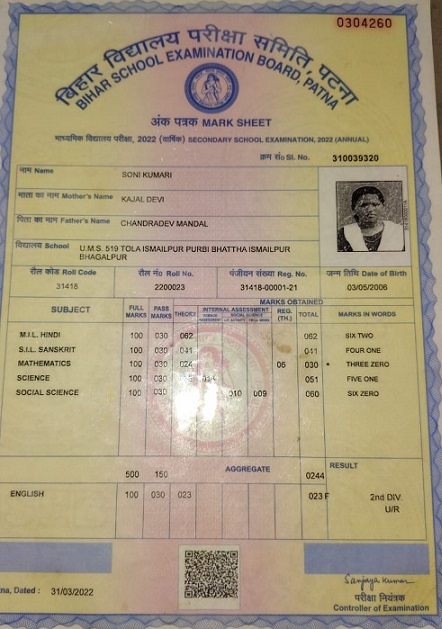 0304260
बिहार विद्यालय परीक्षा समिति, पटना
BIHAR SCHOOL EXAMINATION BOARD, PATNA
अंक पत्रक MARK SHEET
माध्यमिक विद्यालय परीक्षा, 2022 (वार्षिक) SECONDARY SCHOOL EXAMINATION, 2022 (ANNUAL)
क्रम सं० Sl. No. 310039320
नाम Name SONI KUMARI
माता का नाम Mother's Name KAJAL DEVI
पिता का नाम Father's Name CHANDRADEV MANDAL
विद्यालय School U.M.S. 519 TOLA ISMAILPUR PURBI BHATTHA ISMAILPUR
BHAGALPUR
रौल कोड Roll Code रौल नं० Roll No. पंजीयन संख्या Reg. No. जन्म तिथि Date of Birth
31418 2200023 31418-00001-21 03/05/2006
MARKS OBTAINED
SUBJECT FULL MARKS PASS MARKS THEORY INTERNAL ASSESSMENT REG. (TH.) TOTAL MARKS IN WORDS
SCIENCE SOCIAL SCIENCE
M.I.L. HINDI 100 030 062 062 SIX TWO
S.I.L. SANSKRIT 100 030 041 041 FOUR ONE
MATHEMATICS 100 030 024 06 030 * THREE ZERO
SCIENCE 100 030 051 FIVE ONE
SOCIAL SCIENCE 100 030 010 009 060 SIX ZERO
500 150 AGGREGATE 0244 RESULT
ENGLISH 100 030 023 023 F 2nd DIV.
U/R
na, Dated : 31/03/2022
Sanjaya Kumar
परीक्षा नियंत्रक
Controller of Examination